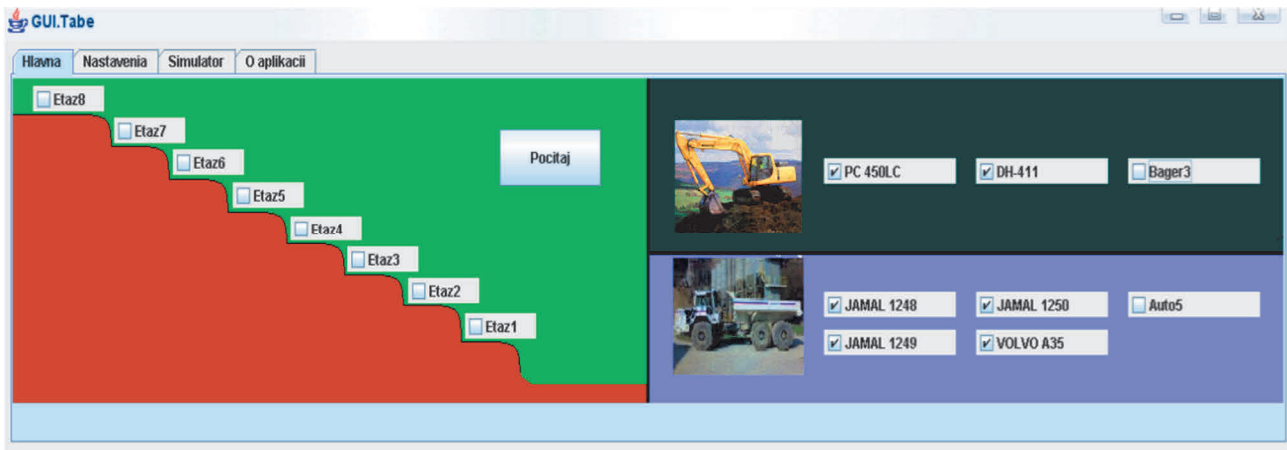 GUI.Tabe
Hlavna Nastavenia Simulator O aplikacii
Etaz8
Etaz7
Etaz6
Etaz5
Etaz4
Etaz3
Etaz2
Etaz1
Pocitaj
PC 450LC DH-411 Bager3
JAMAL 1248 JAMAL 1250 Auto5
JAMAL 1249 VOLVO A35